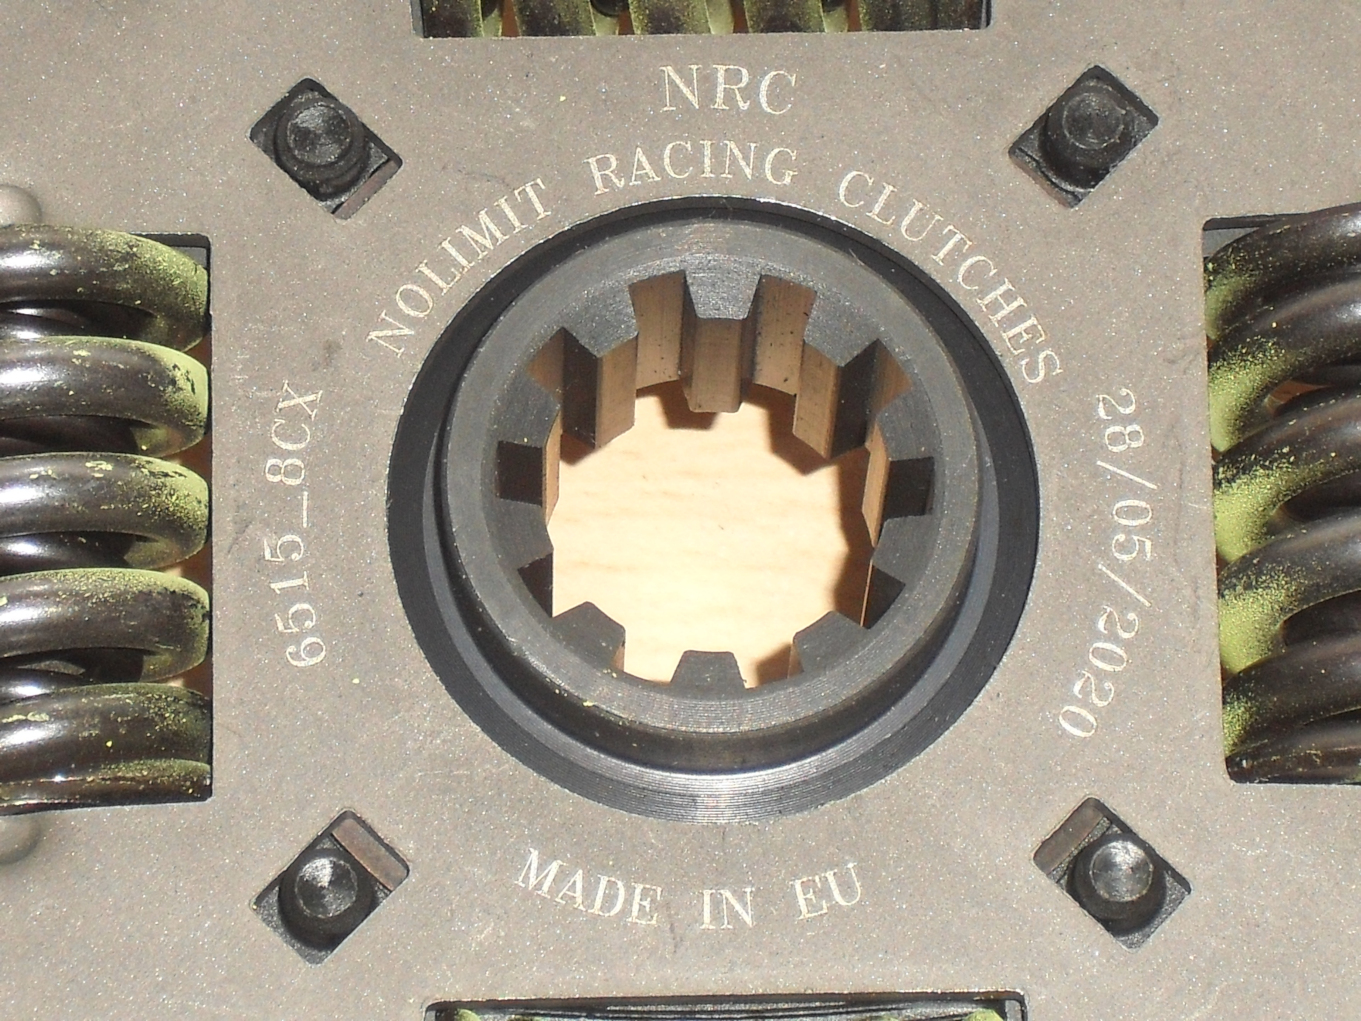 NRC
NOLIMIT RACING CLUTCHES
6515_8CX
28/05/2020
MADE IN EU